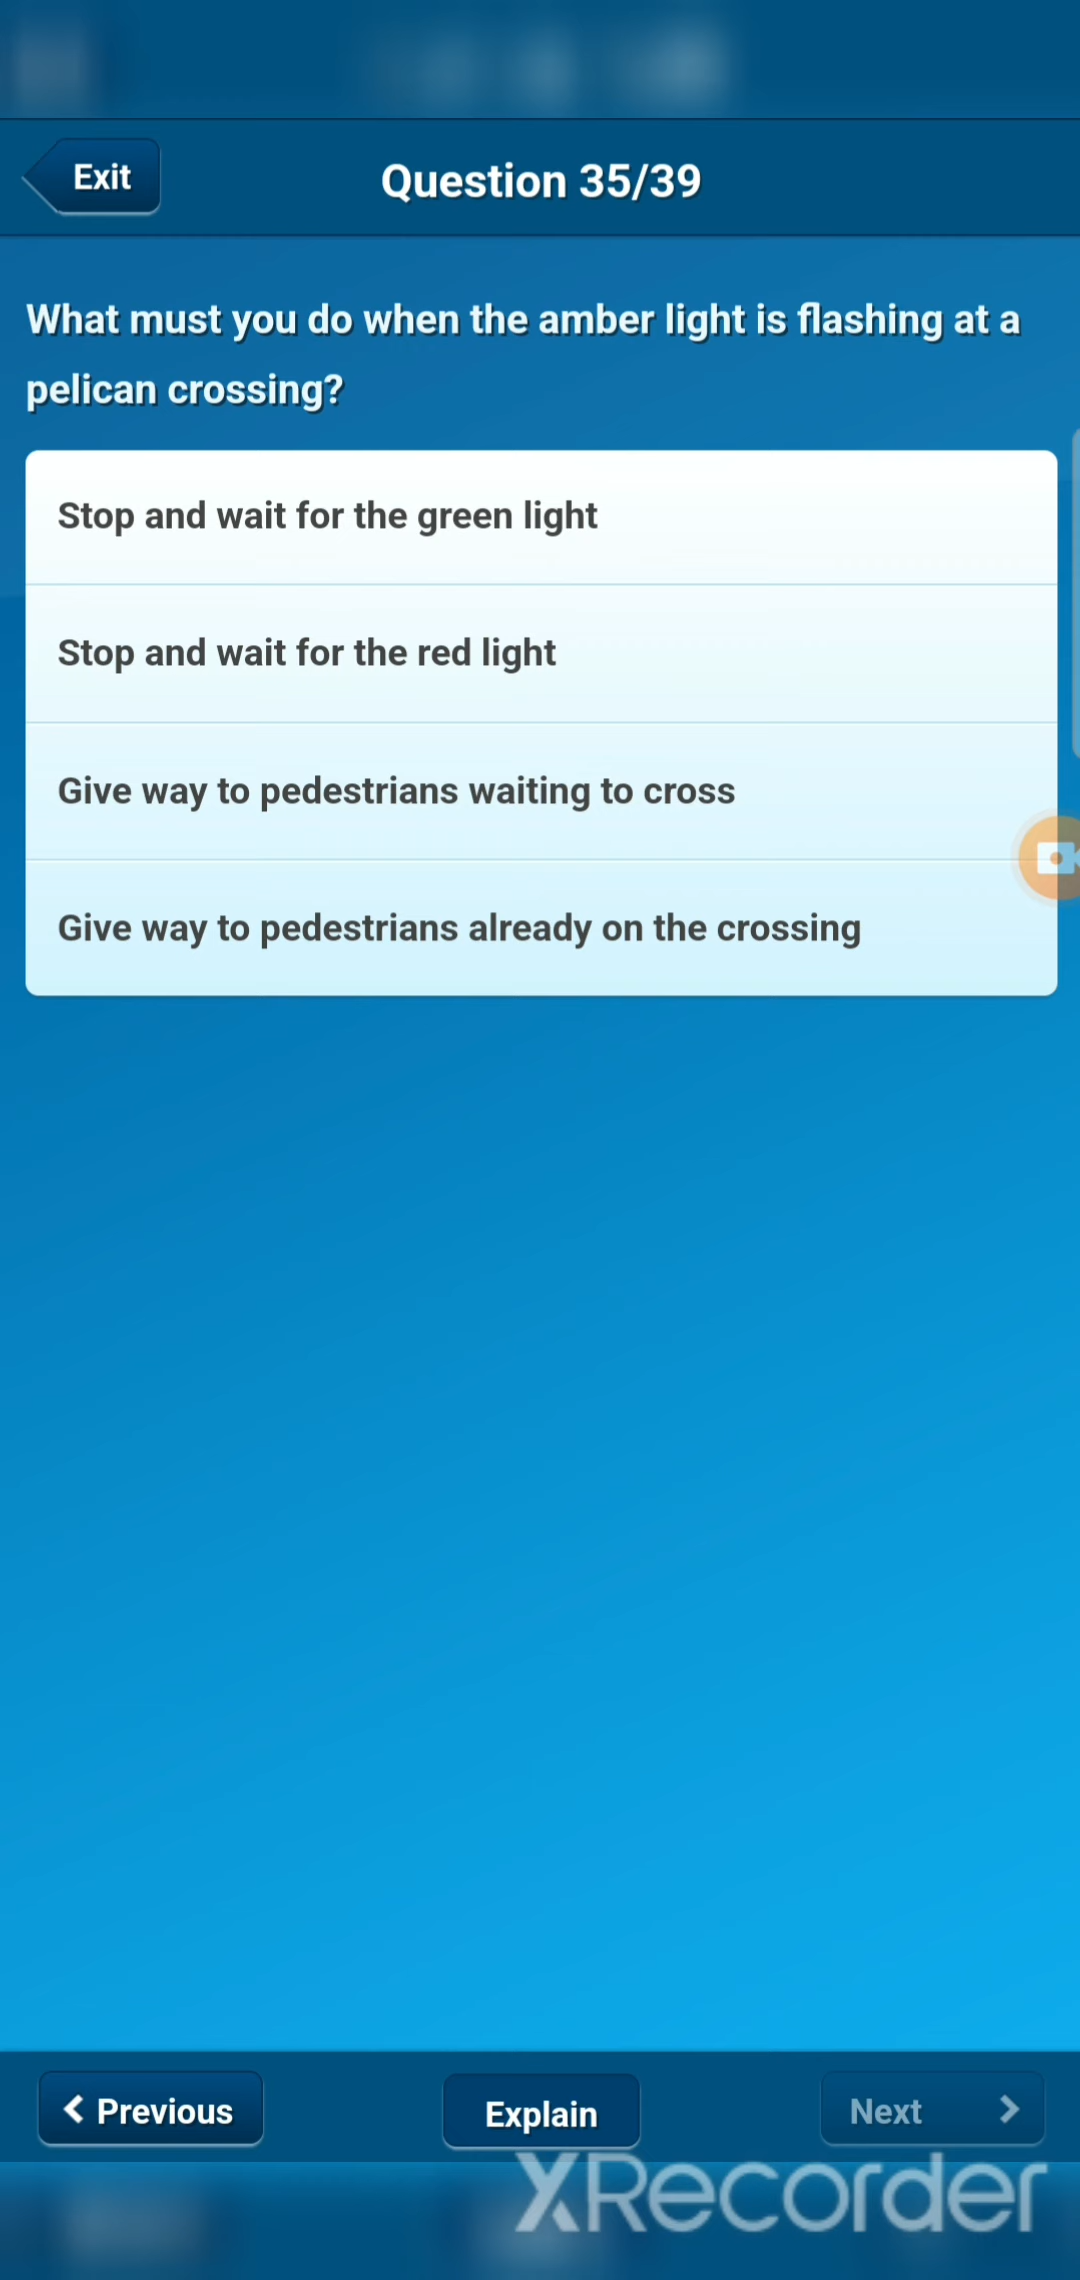 Exit
Question 35/39
What must you do when the amber light is flashing at a
pelican crossing?
Stop and wait for the green light
Stop and wait for the red light
Give way to pedestrians waiting to cross
Give way to pedestrians already on the crossing
Previous
Explain
Next
XRecorder